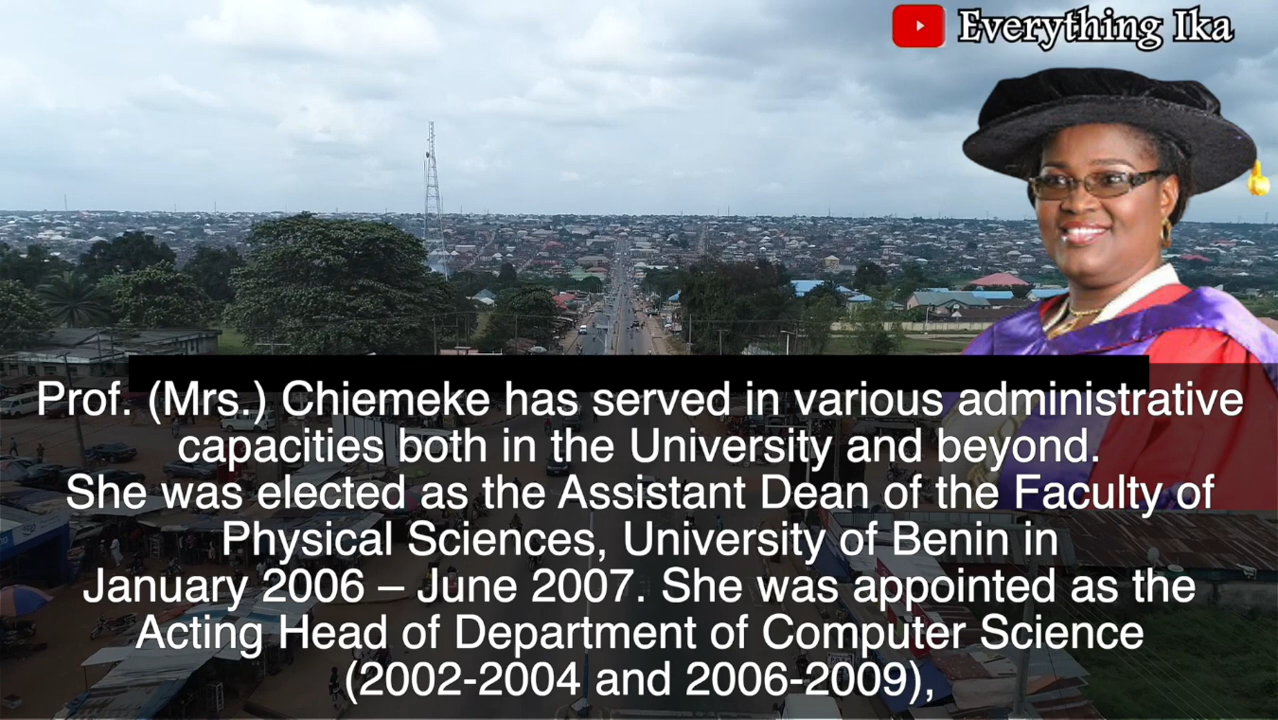 Everything Ika
Prof. (Mrs.) Chiemeke has served in various administrative
capacities both in the University and beyond.
She was elected as the Assistant Dean of the Faculty of
Physical Sciences, University of Benin in
January 2006 – June 2007. She was appointed as the
Acting Head of Department of Computer Science
(2002-2004 and 2006-2009),